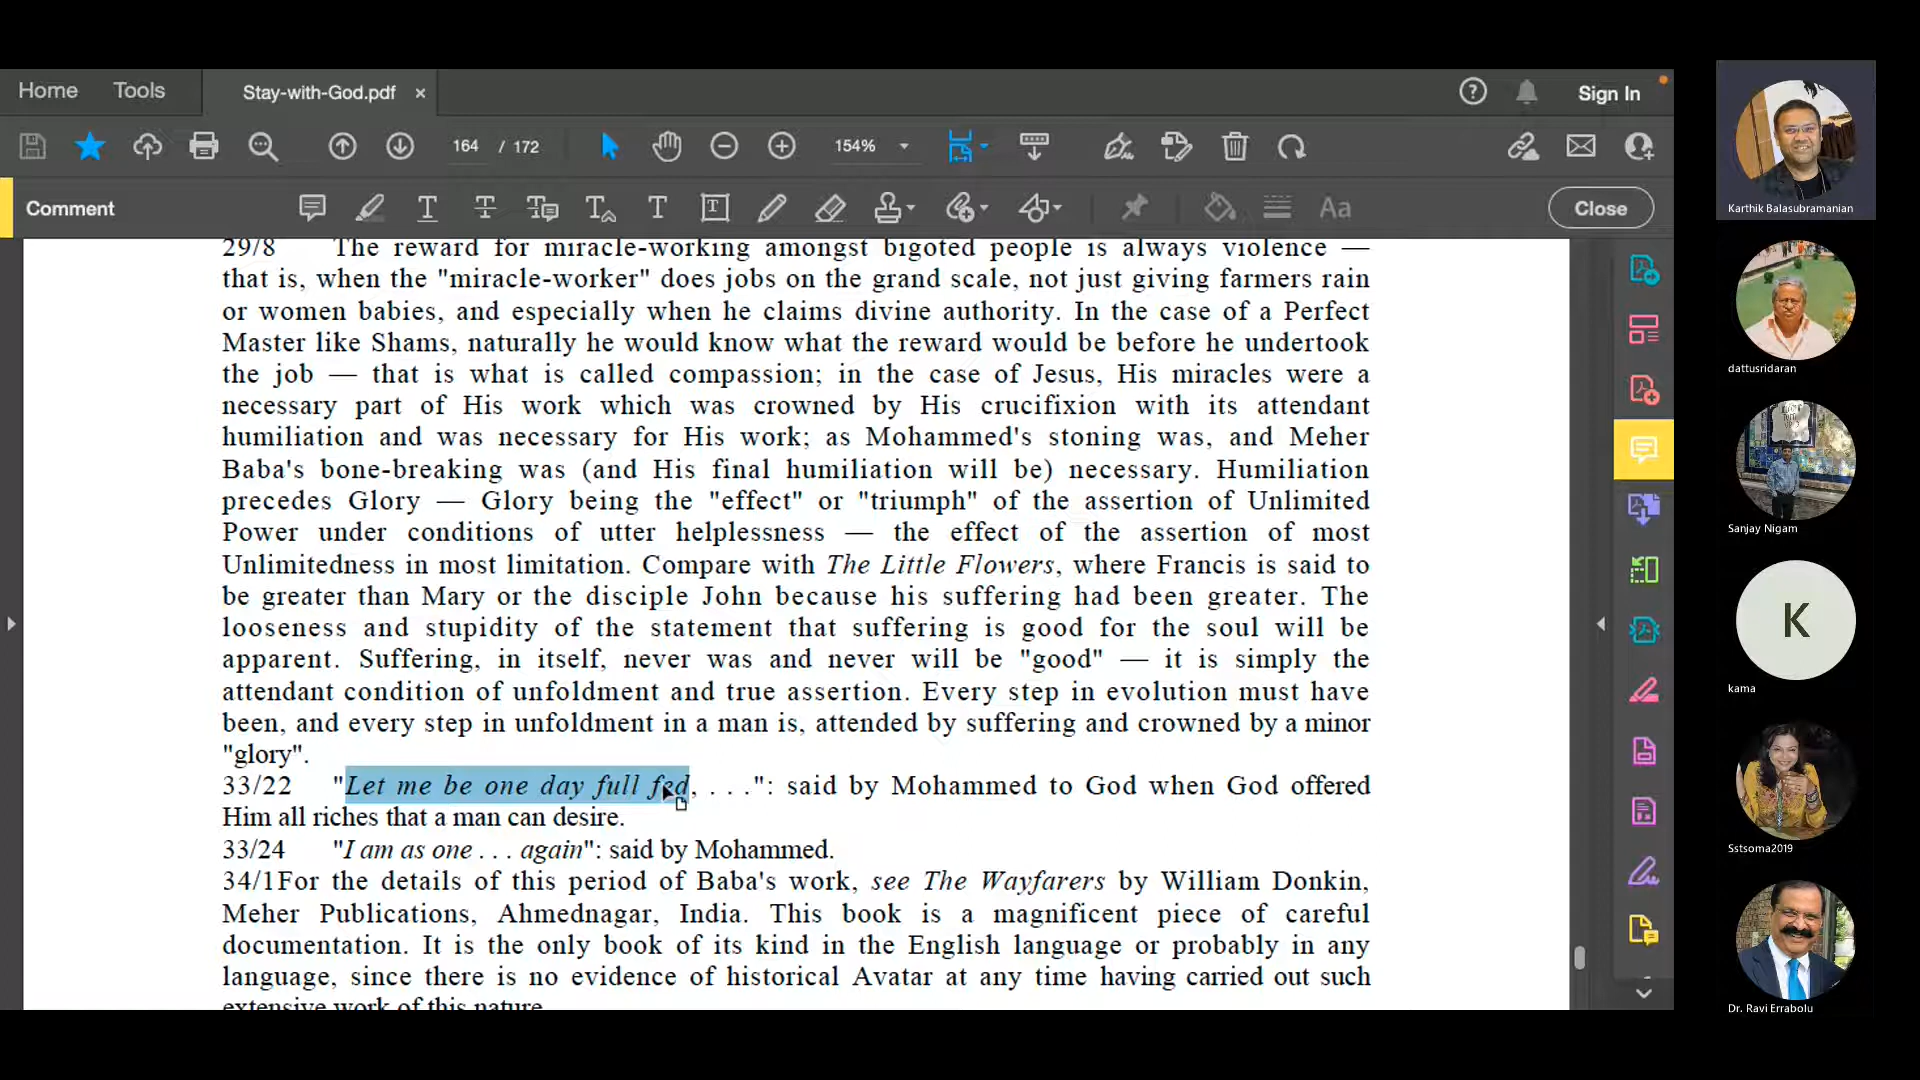 Home Tools Stay-with-God.pdf × Sign In
164 / 172 154%
Comment Close
29/8 The reward for miracle-working amongst bigoted people is always violence —
that is, when the "miracle-worker" does jobs on the grand scale, not just giving farmers rain
or women babies, and especially when he claims divine authority. In the case of a Perfect
Master like Shams, naturally he would know what the reward would be before he undertook
the job — that is what is called compassion; in the case of Jesus, His miracles were a
necessary part of His work which was crowned by His crucifixion with its attendant
humiliation and was necessary for His work; as Mohammed's stoning was, and Meher
Baba's bone-breaking was (and His final humiliation will be) necessary. Humiliation
precedes Glory — Glory being the "effect" or "triumph" of the assertion of Unlimited
Power under conditions of utter helplessness — the effect of the assertion of most
Unlimitedness in most limitation. Compare with The Little Flowers, where Francis is said to
be greater than Mary or the disciple John because his suffering had been greater. The
looseness and stupidity of the statement that suffering is good for the soul will be
apparent. Suffering, in itself, never was and never will be "good" — it is simply the
attendant condition of unfoldment and true assertion. Every step in evolution must have
been, and every step in unfoldment in a man is, attended by suffering and crowned by a minor
"glory".
33/22 "Let me be one day full fed, . . .": said by Mohammed to God when God offered
Him all riches that a man can desire.
33/24 "I am as one . . . again": said by Mohammed.
34/1For the details of this period of Baba's work, see The Wayfarers by William Donkin,
Meher Publications, Ahmednagar, India. This book is a magnificent piece of careful
documentation. It is the only book of its kind in the English language or probably in any
language, since there is no evidence of historical Avatar at any time having carried out such
extensive work of this nature.
Karthik Balasubramanian
dattusridaran
Sanjay Nigam
K
kama
Sstsoma2019
Dr. Ravi Errabolu